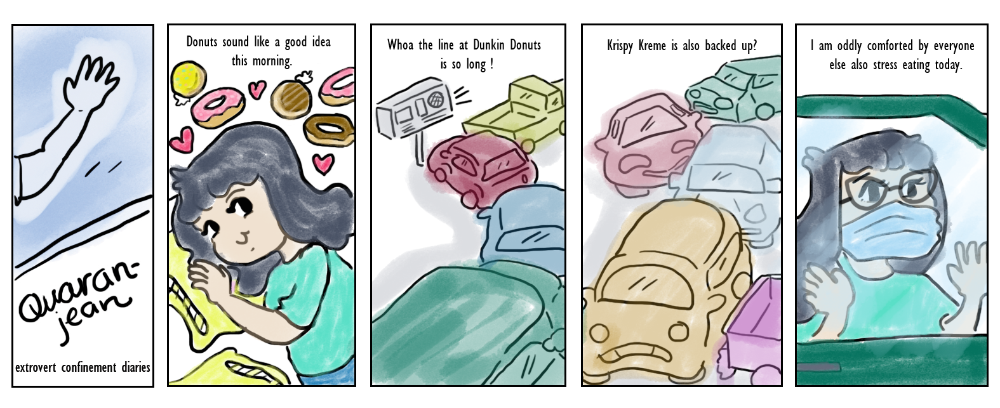 Quaran-
jean
extrovert confinement diaries
Donuts sound like a good idea
this morning.
Whoa the line at Dunkin Donuts
is so long !
Krispy Kreme is also backed up?
I am oddly comforted by everyone
else also stress eating today.